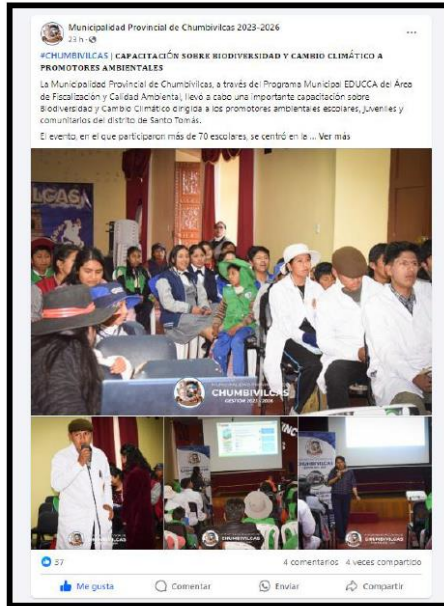 Municipalidad Provincial de Chumbivilcas 2023-2026
23 h ·
#CHUMBIVILCAS | CAPACITACIÓN SOBRE BIODIVERSIDAD Y CAMBIO CLIMÁTICO A
PROMOTORES AMBIENTALES
La Municipalidad Provincial de Chumbivilcas, a través del Programa Municipal EDUCCA del Área
de Fiscalización y Calidad Ambiental, llevó a cabo una importante capacitación sobre
Biodiversidad y Cambio Climático dirigida a los promotores ambientales escolares, juveniles y
comunitarios del distrito de Santo Tomás.
El evento, en el que participaron más de 70 escolares, se centró en la ... Ver más
CHUMBIVILCAS
GESTIÓN 2023 - 2026
CHUMBIVILCAS
CHUMBIVILCAS
CHUMBIVILCAS
37
4 comentarios 4 veces compartido
Me gusta Comentar Enviar Compartir